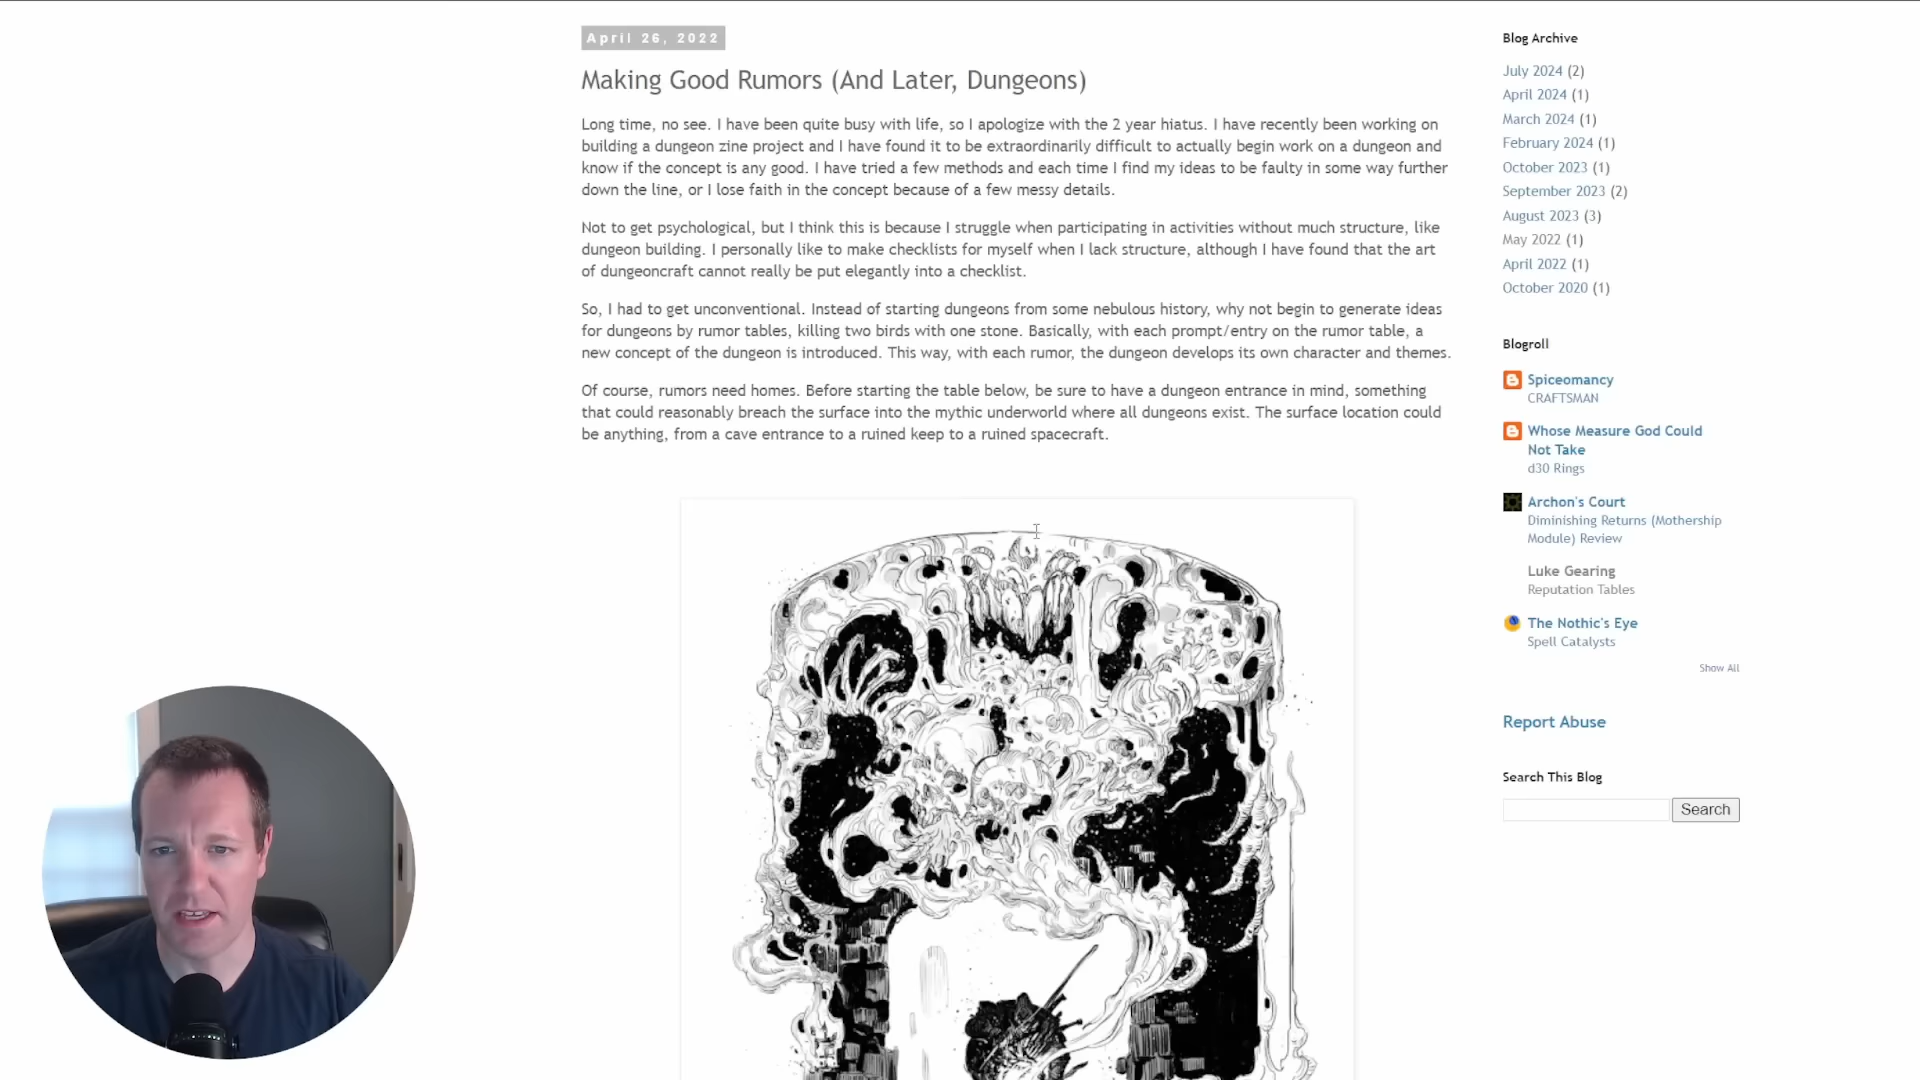 April 26, 2022
Making Good Rumors (And Later, Dungeons)
Long time, no see. I have been quite busy with life, so I apologize with the 2 year hiatus. I have recently been working on
building a dungeon zine project and I have found it to be extraordinarily difficult to actually begin work on a dungeon and
know if the concept is any good. I have tried a few methods and each time I find my ideas to be faulty in some way further
down the line, or I lose faith in the concept because of a few messy details.
Not to get psychological, but I think this is because I struggle when participating in activities without much structure, like
dungeon building. I personally like to make checklists for myself when I lack structure, although I have found that the art
of dungeoncraft cannot really be put elegantly into a checklist.
So, I had to get unconventional. Instead of starting dungeons from some nebulous history, why not begin to generate ideas
for dungeons by rumor tables, killing two birds with one stone. Basically, with each prompt/entry on the rumor table, a
new concept of the dungeon is introduced. This way, with each rumor, the dungeon develops its own character and themes.
Of course, rumors need homes. Before starting the table below, be sure to have a dungeon entrance in mind, something
that could reasonably breach the surface into the mythic underworld where all dungeons exist. The surface location could
be anything, from a cave entrance to a ruined keep to a ruined spacecraft.
Blog Archive
July 2024 (2)
April 2024 (1)
March 2024 (1)
February 2024 (1)
October 2023 (1)
September 2023 (2)
August 2023 (3)
May 2022 (1)
April 2022 (1)
October 2020 (1)
Blogroll
Spiceomancy
CRAFTSMAN
Whose Measure God Could
Not Take
d30 Rings
Archon's Court
Diminishing Returns (Mothership
Module) Review
Luke Gearing
Reputation Tables
The Nothic's Eye
Spell Catalysts
Show All
Report Abuse
Search This Blog
Search